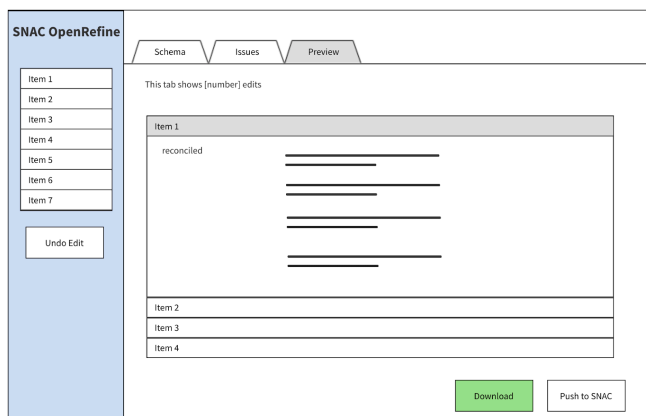 SNAC OpenRefine
Item 1
Item 2
Item 3
Item 4
Item 5
Item 6
Item 7
Undo Edit
Schema Issues Preview
This tab shows [number] edits
Item 1
reconciled
Item 2
Item 3
Item 4
Download Push to SNAC